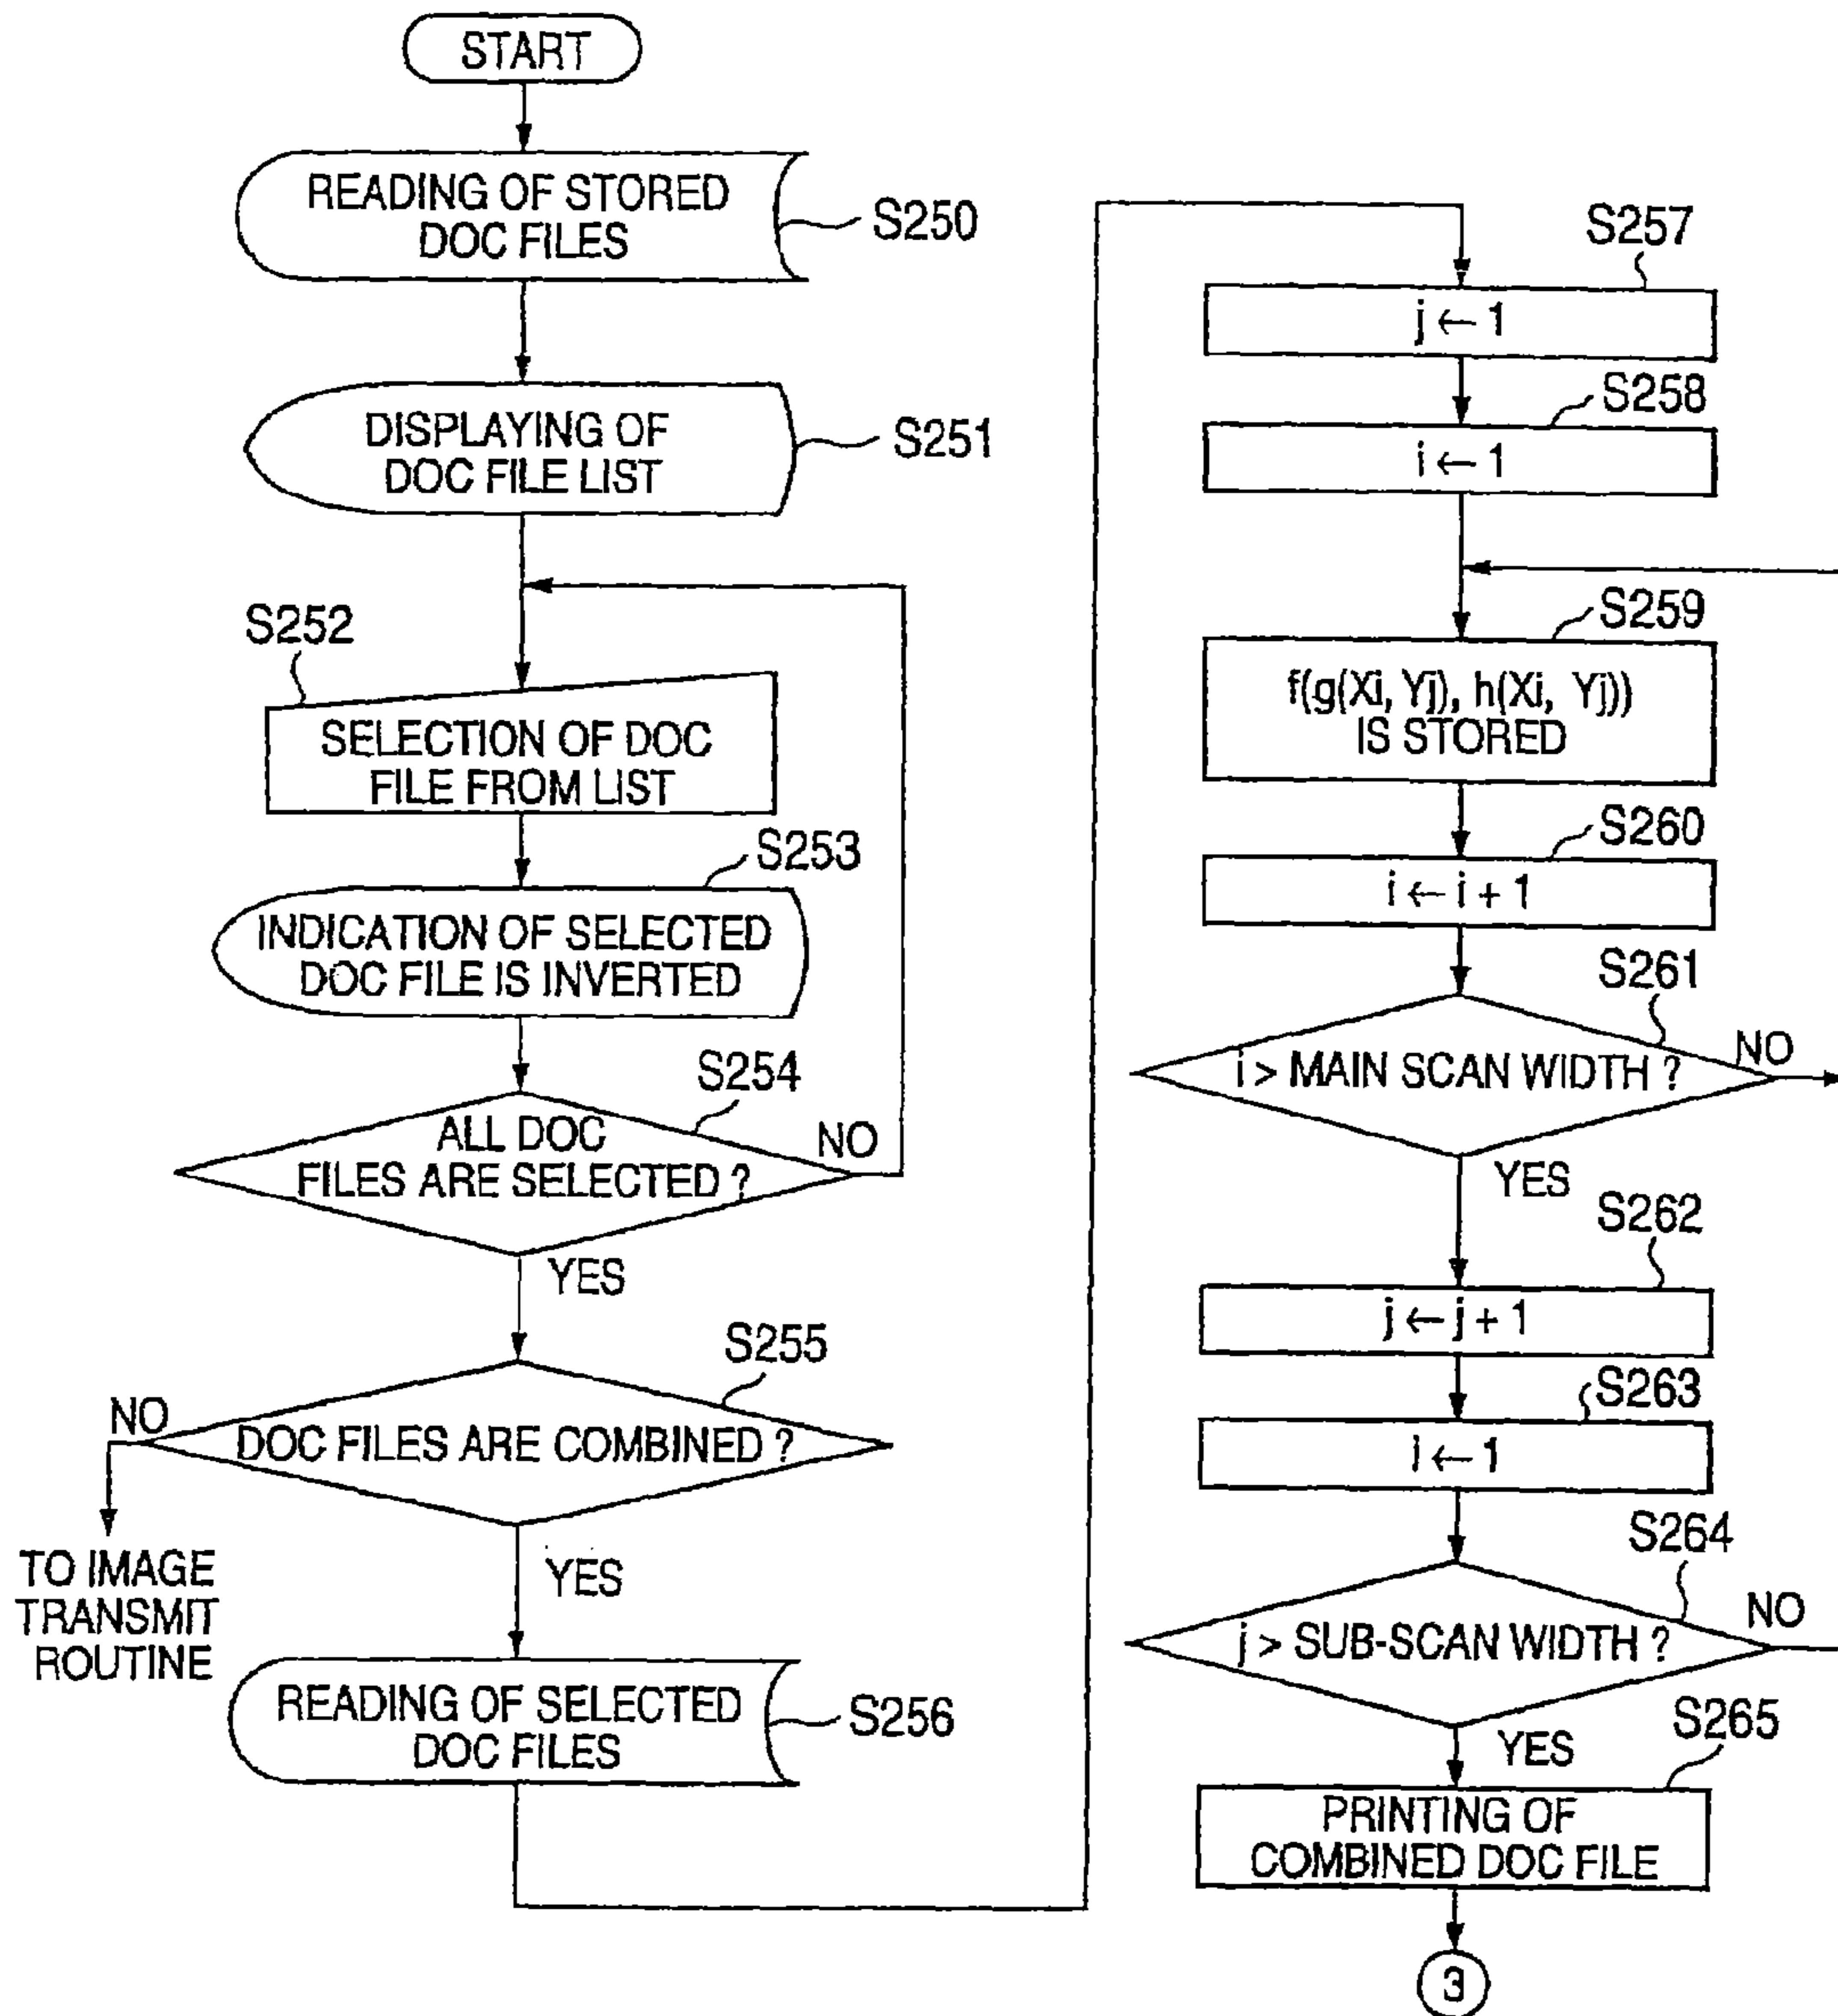 START
READING OF STORED
DOC FILES
S250
DISPLAYING OF
DOC FILE LIST
S251
S252
SELECTION OF DOC
FILE FROM LIST
S253
INDICATION OF SELECTED
DOC FILE IS INVERTED
S254
ALL DOC
FILES ARE SELECTED ?
NO
YES
S255
DOC FILES ARE COMBINED ?
NO
TO IMAGE
TRANSMIT
ROUTINE
YES
READING OF SELECTED
DOC FILES
S256
S257
j ← 1
S258
i ← 1
S259
f(g(Xi, Yj), h(Xi, Yj))
IS STORED
S260
i ← i + 1
S261
i > MAIN SCAN WIDTH ?
NO
YES
S262
j ← j + 1
S263
i ← 1
S264
j > SUB-SCAN WIDTH ?
NO
YES
S265
PRINTING OF
COMBINED DOC FILE
3